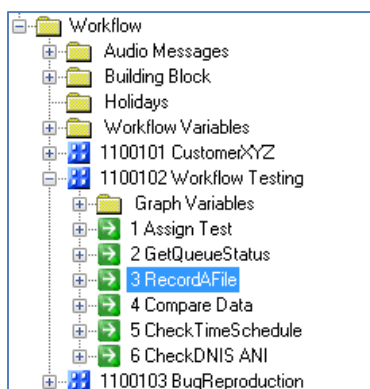 Workflow
Audio Messages
Building Block
Holidays
Workflow Variables
1100101 CustomerXYZ
1100102 Workflow Testing
Graph Variables
1 Assign Test
2 GetQueueStatus
3 RecordAFile
4 Compare Data
5 CheckTimeSchedule
6 CheckDNIS ANI
1100103 BugReproduction